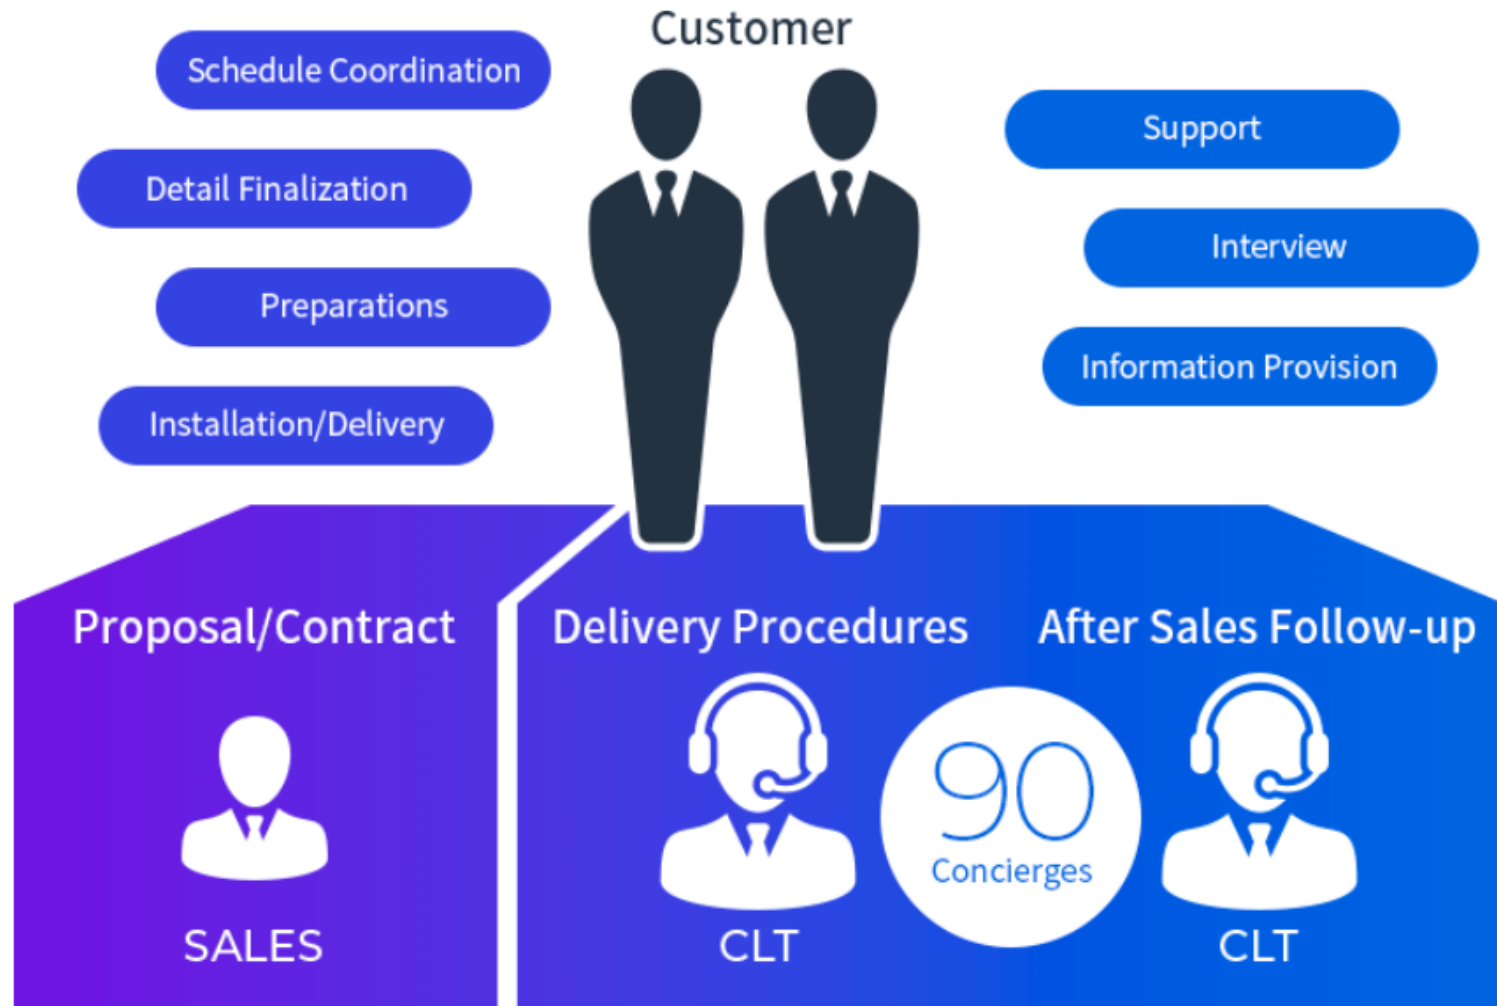 Customer
Schedule Coordination
Detail Finalization
Preparations
Installation/Delivery
Support
Interview
Information Provision
Proposal/Contract
SALES
Delivery Procedures
CLT
90
Concierges
After Sales Follow-up
CLT